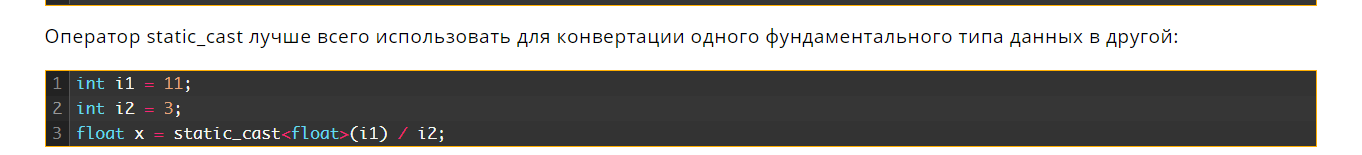 Оператор static_cast лучше всего использовать для конвертации одного фундаментального типа данных в другой:
1 int i1 = 11;
2 int i2 = 3;
3 float x = static_cast<float>(i1) / i2;